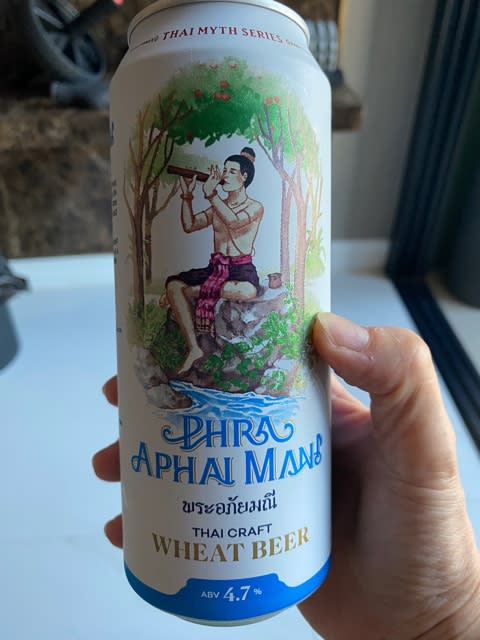 THAI MYTH SERIES
PHRA
APHAI MANI
พระอภัยมณี
THAI CRAFT
WHEAT BEER
ABV 4.7 %